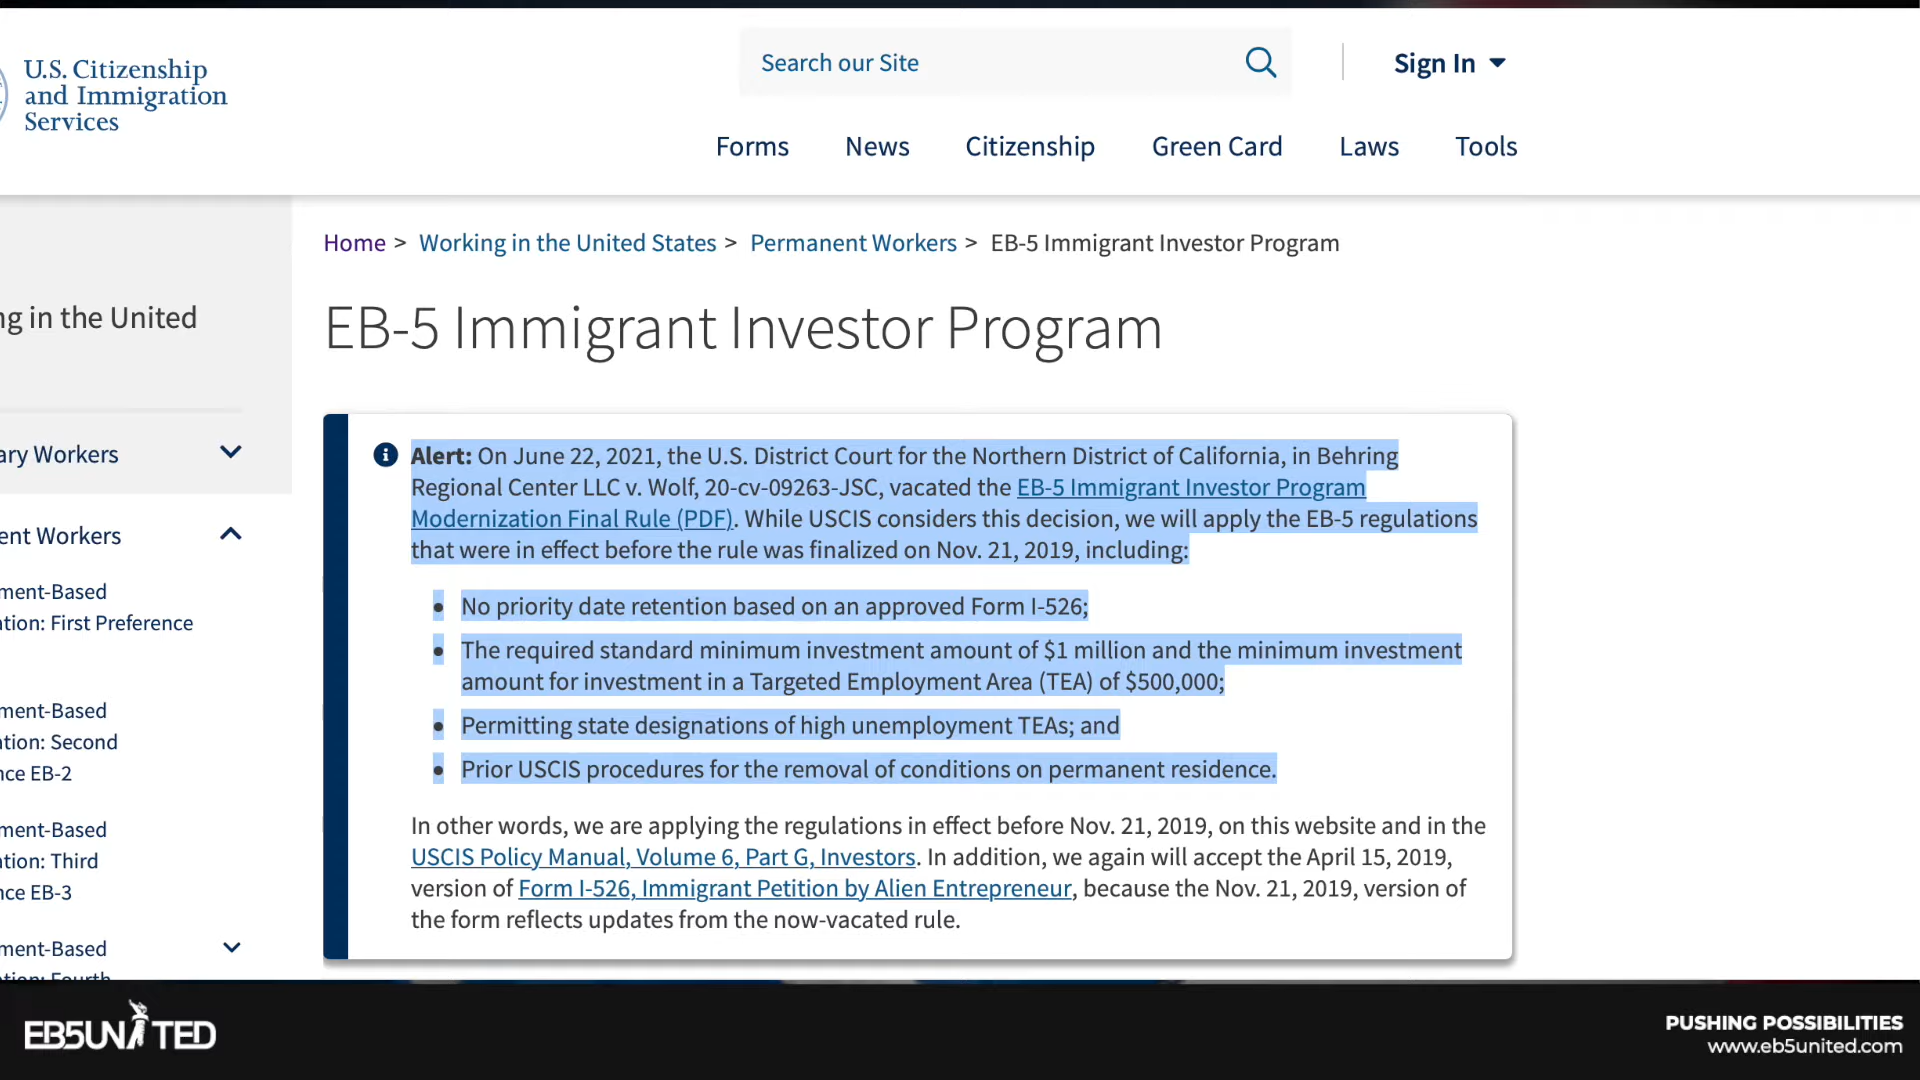 U.S. Citizenship
and Immigration
Services
Search our Site
Sign In
Forms News Citizenship Green Card Laws Tools
Home > Working in the United States > Permanent Workers > EB-5 Immigrant Investor Program
ng in the United
ary Workers
ent Workers
ment-Based
ation: First Preference
ment-Based
ation: Second
nce EB-2
ment-Based
ation: Third
nce EB-3
ment-Based
ation: Fourth
EB-5 Immigrant Investor Program
Alert: On June 22, 2021, the U.S. District Court for the Northern District of California, in Behring
Regional Center LLC v. Wolf, 20-cv-09263-JSC, vacated the EB-5 Immigrant Investor Program
Modernization Final Rule (PDF). While USCIS considers this decision, we will apply the EB-5 regulations
that were in effect before the rule was finalized on Nov. 21, 2019, including:
• No priority date retention based on an approved Form I-526;
• The required standard minimum investment amount of $1 million and the minimum investment
amount for investment in a Targeted Employment Area (TEA) of $500,000;
• Permitting state designations of high unemployment TEAs; and
• Prior USCIS procedures for the removal of conditions on permanent residence.
In other words, we are applying the regulations in effect before Nov. 21, 2019, on this website and in the
USCIS Policy Manual, Volume 6, Part G, Investors. In addition, we again will accept the April 15, 2019,
version of Form I-526, Immigrant Petition by Alien Entrepreneur, because the Nov. 21, 2019, version of
the form reflects updates from the now-vacated rule.
EB5UNITED
PUSHING POSSIBILITIES
www.eb5united.com